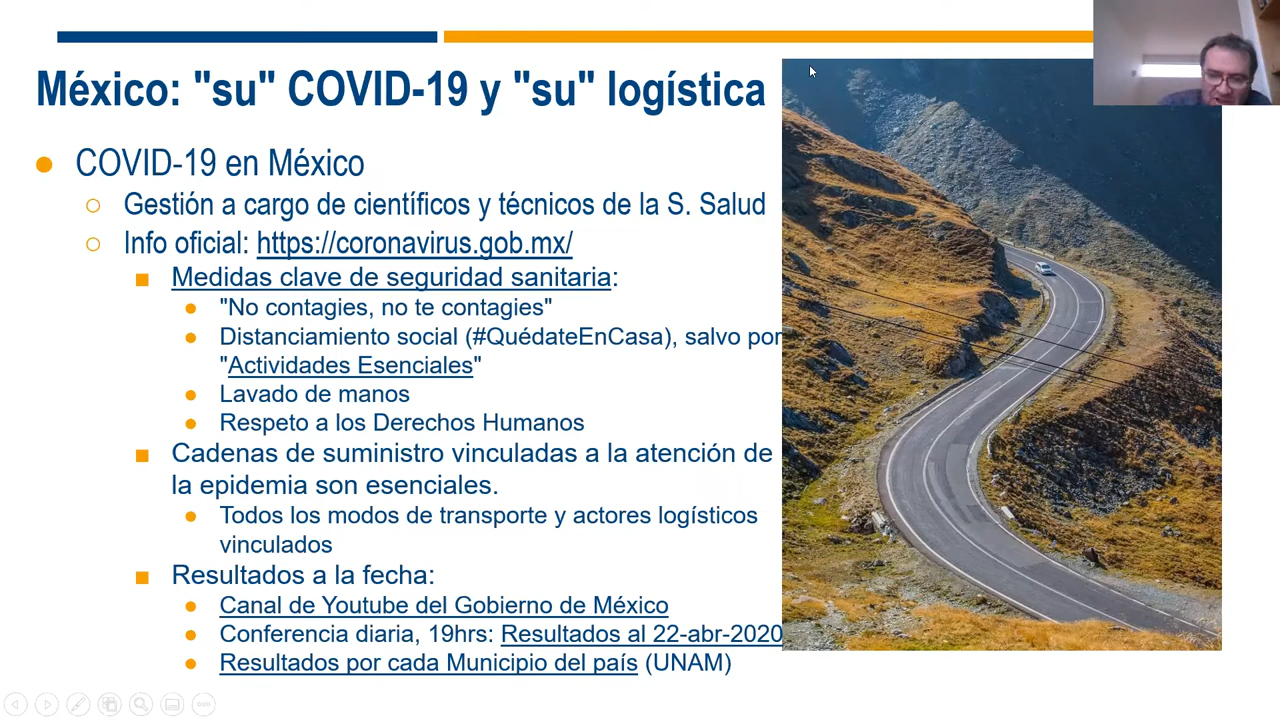 México: "su" COVID-19 y "su" logística
COVID-19 en México
Gestión a cargo de científicos y técnicos de la S. Salud
Info oficial: https://coronavirus.gob.mx/
Medidas clave de seguridad sanitaria:
"No contagies, no te contagies"
Distanciamiento social (#QuédateEnCasa), salvo por
"Actividades Esenciales"
Lavado de manos
Respeto a los Derechos Humanos
Cadenas de suministro vinculadas a la atención de
la epidemia son esenciales.
Todos los modos de transporte y actores logísticos
vinculados
Resultados a la fecha:
Canal de Youtube del Gobierno de México
Conferencia diaria, 19hrs: Resultados al 22-abr-2020
Resultados por cada Municipio del país (UNAM)